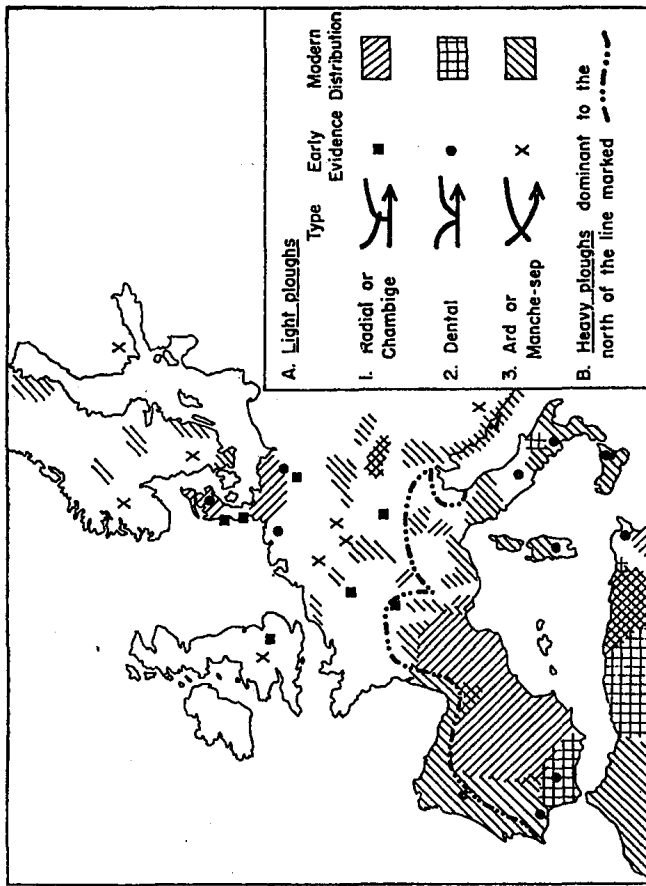 A. Light ploughs
Type Early Evidence Modern Distribution
1. Radial or Chambige
2. Dental
3. Ard or Manche-sep
B. Heavy ploughs dominant to the
north of the line marked